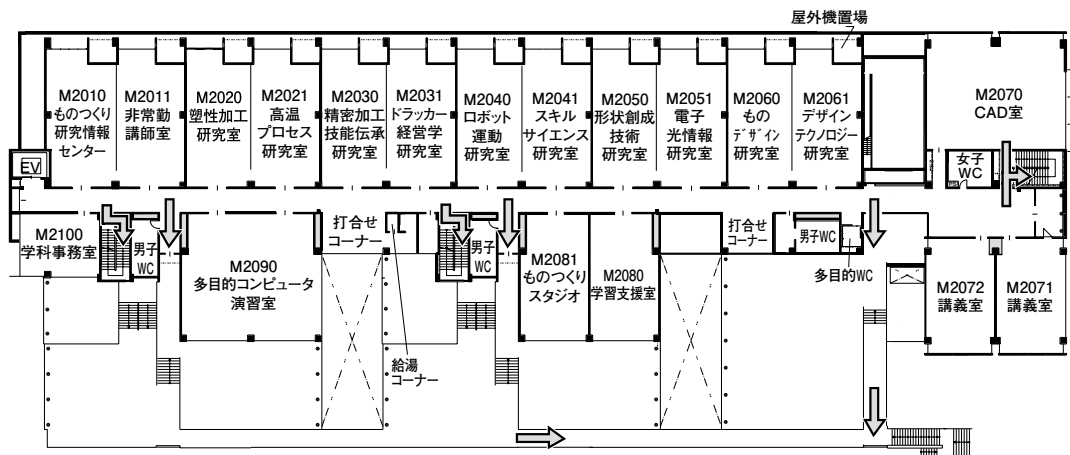 屋外機置場
M2010
ものつくり
研究情報
センター
M2011
非常勤
講師室
M2020
塑性加工
研究室
M2021
高温
プロセス
研究室
M2030
精密加工
技能伝承
研究室
M2031
ドラッカー
経営学
研究室
M2040
ロボット
運動
研究室
M2041
スキル
サイエンス
研究室
M2050
形状創成
技術
研究室
M2051
電子
光情報
研究室
M2060
もの
デザイン
研究室
M2061
デザイン
テクノロジー
研究室
M2070
CAD室
EV
女子
WC
M2100
学科事務室
男子
WC
M2090
多目的コンピュータ
演習室
打合せ
コーナー
給湯
コーナー
男子
WC
M2081
ものつくり
スタジオ
M2080
学習支援室
打合せ
コーナー
男子WC
多目的WC
M2072
講義室
M2071
講義室